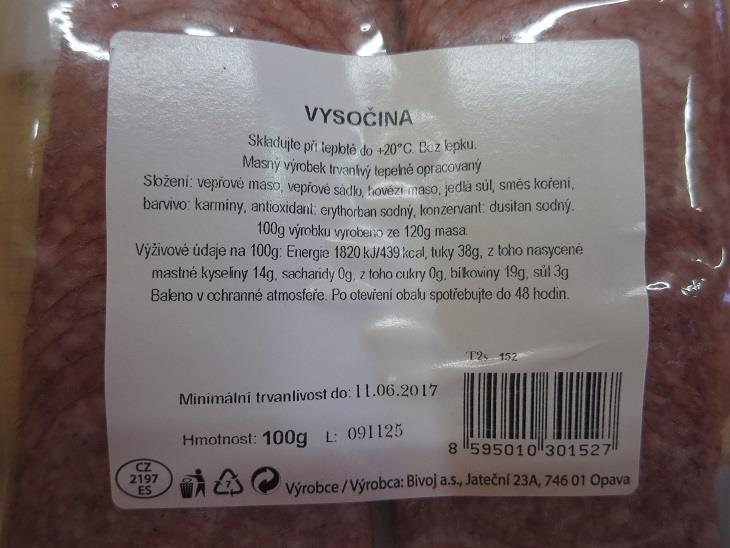 VYSOČINA
Skladujte při teplotě do +20°C. Bez lepku.
Masný výrobek trvanlivý tepelně opracovaný
Složení: vepřové maso, vepřové sádlo, hovězí maso, jedlá sůl, směs koření,
barvivo: karmíny, antioxidant: erythorban sodný, konzervant: dusitan sodný.
100g výrobku vyrobeno ze 120g masa.
Výživové údaje na 100g: Energie 1820 kJ/439 kcal, tuky 38g, z toho nasycené
mastné kyseliny 14g, sacharidy 0g, z toho cukry 0g, bílkoviny 19g, sůl 3g
Baleno v ochranné atmosféře. Po otevření obalu spotřebujte do 48 hodin.
T2s 152
Minimální trvanlivost do: 11.06.2017
Hmotnost: 100g L: 091125
8 595010 301527
CZ
2197
ES
7
Výrobce / Výrobca: Bivoj a.s., Jateční 23A, 746 01 Opava